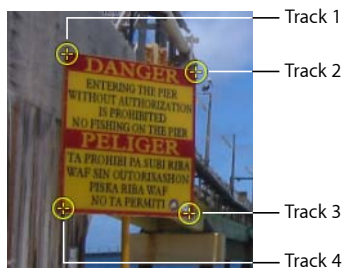 Track 1
Track 2
DANGER
ENTERING THE PIER
WITHOUT AUTHORIZATION
IS PROHIBITED
NO FISHING ON THE PIER
PELIGER
TA PROHIBI PA SUBI RIBA
WAF SIN OUTORISASHON
PISKA RIBA WAF
NO TA PERMITI
Track 3
Track 4